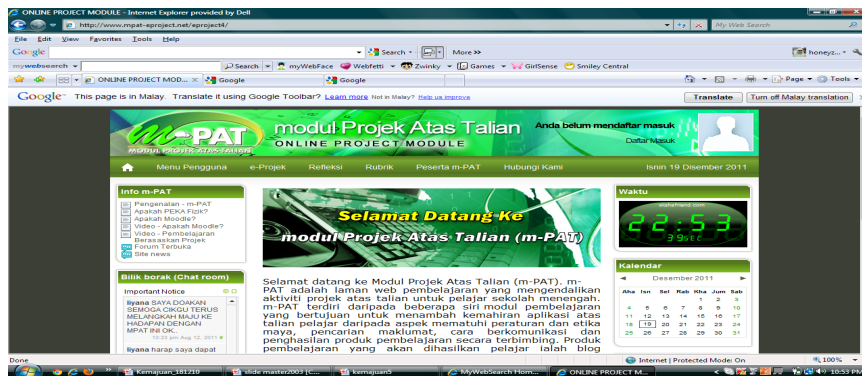 ONLINE PROJECT MODULE - Internet Explorer provided by Dell
http://www.mpat-eproject.net/eproject4/
My Web Search
File Edit View Favorites Tools Help
Google
Search
More >>
honeyz...
mywebsearch
Search myWebFace Webfetti Zwinky Games GirlSense Smiley Central
ONLINE PROJECT MOD...
Google
Google
Page Tools
Google This page is in Malay. Translate it using Google Toolbar? Learn more Not in Malay? Help us improve
Translate
Turn off Malay translation
m-PAT
MODUL PROJEK ATAS TALIAN
modul Projek Atas Talian
ONLINE PROJECT MODULE
Anda belum mendaftar masuk
Daftar Masuk
Menu Pengguna e-Projek Refleksi Rubrik Peserta m-PAT Hubungi Kami
Isnin 19 Disember 2011
Info m-PAT
Pengenalan - m-PAT
Apakah PEKA Fizik?
Apakah Moodle?
Video - Apakah Moodle?
Video - Pembelajaran
Berasaskan Projek
Forum Terbuka
Site news
Bilik borak (Chat room)
Important Notice
liyana SAYA DOAKAN
SEMOGA CIKGU TERUS
MELANGKAH MAJU KE
HADAPAN DENGAN
MPAT INI OK..
10:23 pm Aug 12, 2011
liyana harap saya dapat
Selamat Datang Ke
modul Projek Atas Talian (m-PAT)
Selamat datang ke Modul Projek Atas Talian (m-PAT). m-
PAT adalah laman web pembelajaran yang mengendalikan
aktiviti projek atas talian untuk pelajar sekolah menengah.
m-PAT terdiri daripada beberapa siri modul pembelajaran
yang bertujuan untuk menambah kemahiran aplikasi atas
talian pelajar daripada aspek mematuhi peraturan dan etika
maya, pencarian maklumat, cara berkomunikasi dan
penghasilan produk pembelajaran secara terbimbing. Produk
pembelajaran yang akan dihasilkan pelajar ialah blog
Waktu
22:53
39sec
Kalendar
Desember 2011
Aha Isn Sel Rab Kha Jum Sab
1 2 3
4 5 6 7 8 9 10
11 12 13 14 15 16 17
18 19 20 21 22 23 24
25 26 27 28 29 30 31
Done
Internet | Protected Mode: On
100%
Kemajuan_181210
slide master2003 [C...
kemajuan5
MyWebSearch Hom...
ONLINE PROJECT M...
10:53 PM